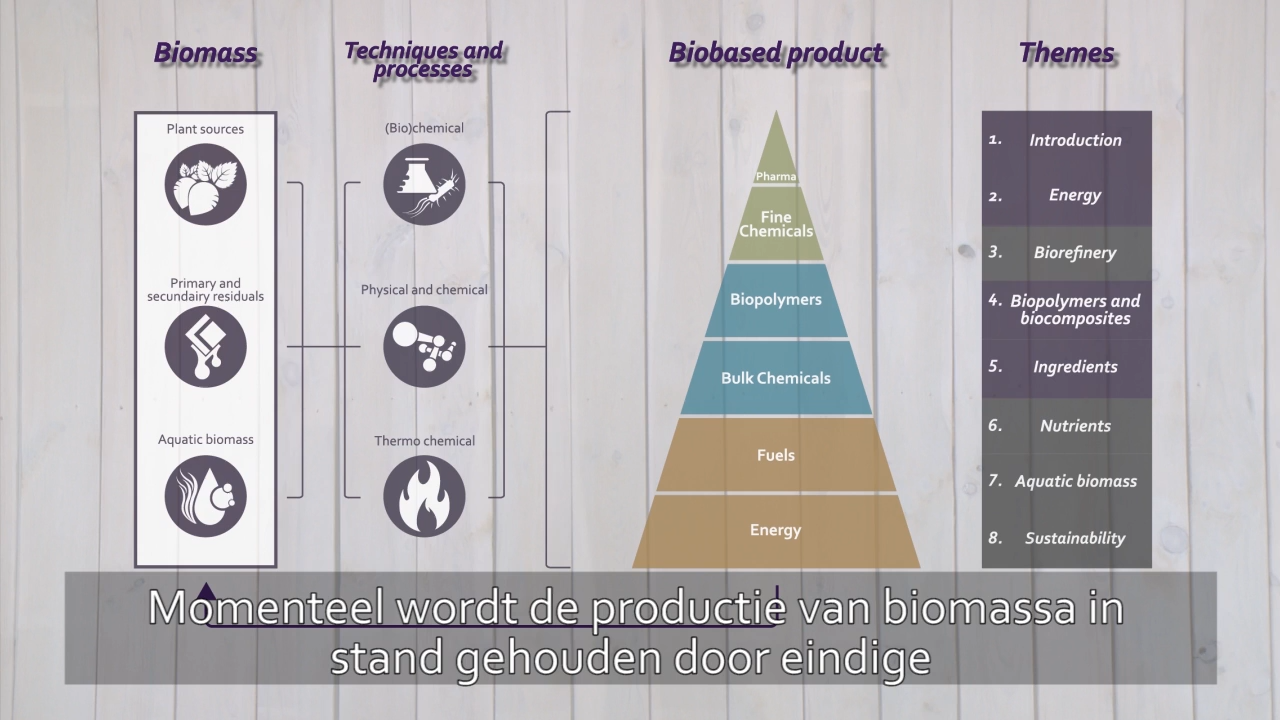 Biomass
Plant sources
Primary and
secundairy residuals
Aquatic biomass
Techniques and
processes
(Bio)chemical
Physical and chemical
Thermo chemical
Biobased product
Pharma
Fine
Chemicals
Biopolymers
Bulk Chemicals
Fuels
Energy
Themes
1. Introduction
2. Energy
3. Biorefinery
4. Biopolymers and
biocomposites
5. Ingredients
6. Nutrients
7. Aquatic biomass
8. Sustainability
Momenteel wordt de productie van biomassa in
stand gehouden door eindige